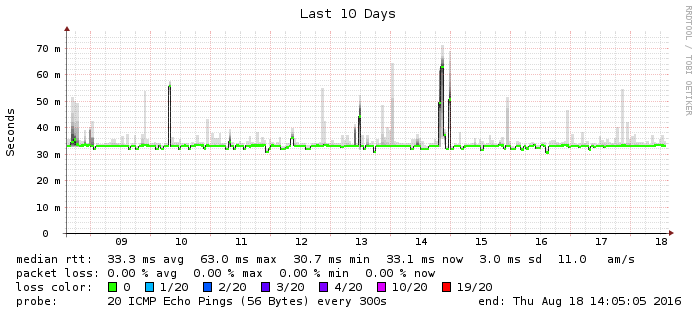 Last 10 Days
RRDTOOL / TOBI OETIKER
Seconds
70 m
60 m
50 m
40 m
30 m
20 m
10 m
0
09 10 11 12 13 14 15 16 17 18
median rtt: 33.3 ms avg 63.0 ms max 30.7 ms min 33.1 ms now 3.0 ms sd 11.0 am/s
packet loss: 0.00 % avg 0.00 % max 0.00 % min 0.00 % now
loss color: 0 1/20 2/20 3/20 4/20 10/20 19/20
probe: 20 ICMP Echo Pings (56 Bytes) every 300s end: Thu Aug 18 14:05:05 2016